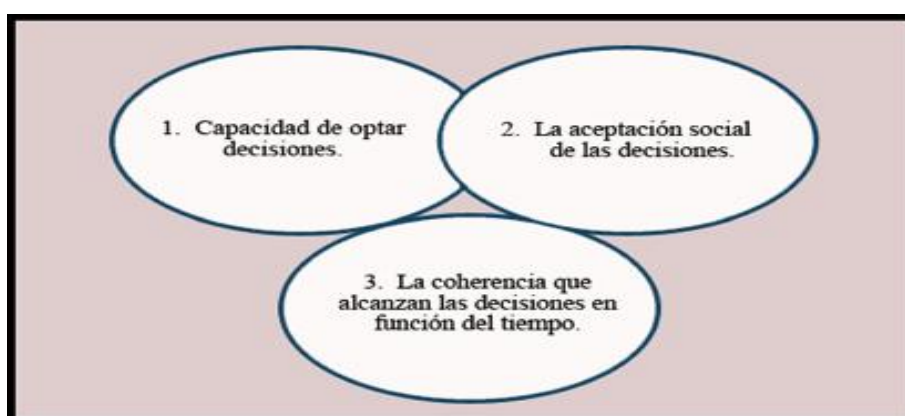 1. Capacidad de optar
decisiones.
2. La aceptación social
de las decisiones.
3. La coherencia que
alcanzan las decisiones en
función del tiempo.